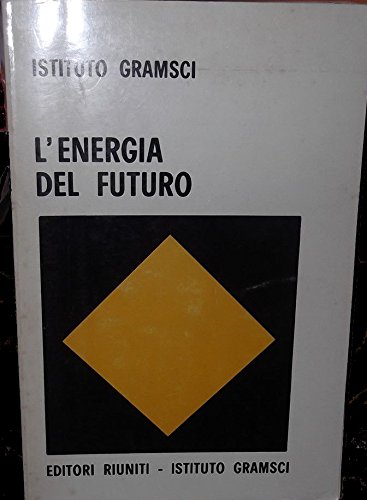 ISTITUTO GRAMSCI
L'ENERGIA
DEL FUTURO
EDITORI RIUNITI - ISTITUTO GRAMSCI